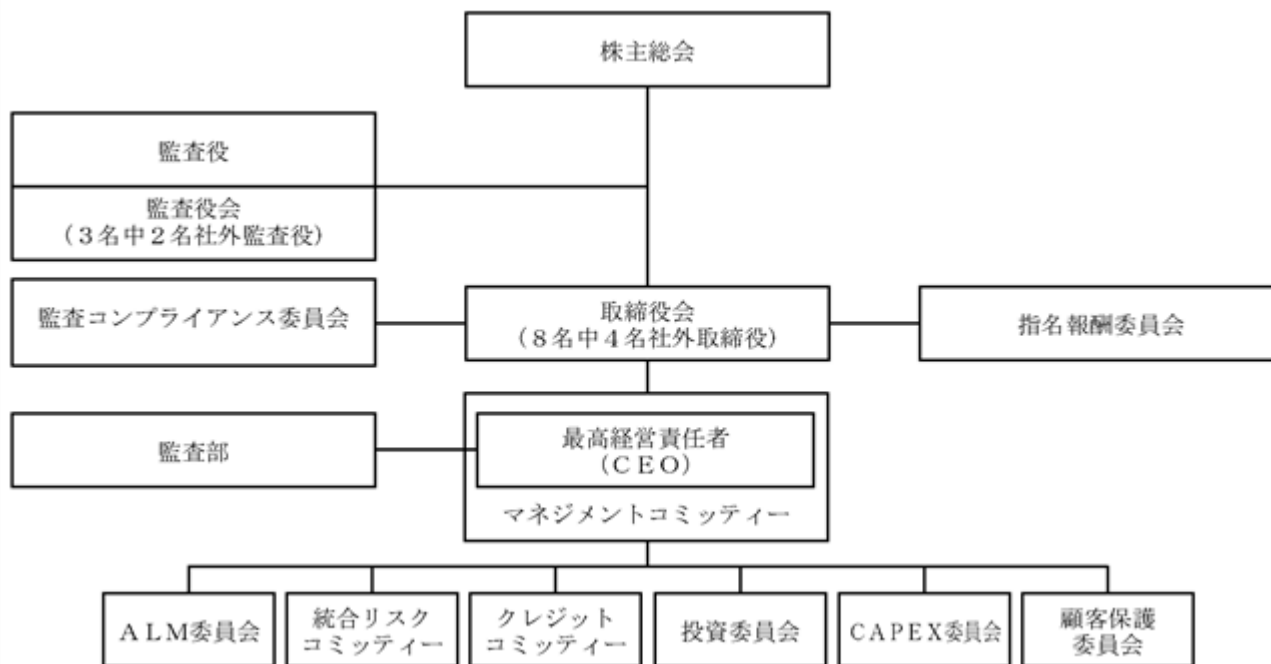 株主総会
監査役
監査役会
（３名中２名社外監査役）
監査コンプライアンス委員会
取締役会
（８名中４名社外取締役）
指名報酬委員会
監査部
最高経営責任者
（ＣＥＯ）
マネジメントコミッティー
ＡＬＭ委員会
統合リスク
コミッティー
クレジット
コミッティー
投資委員会
ＣＡＰＥＸ委員会
顧客保護
委員会